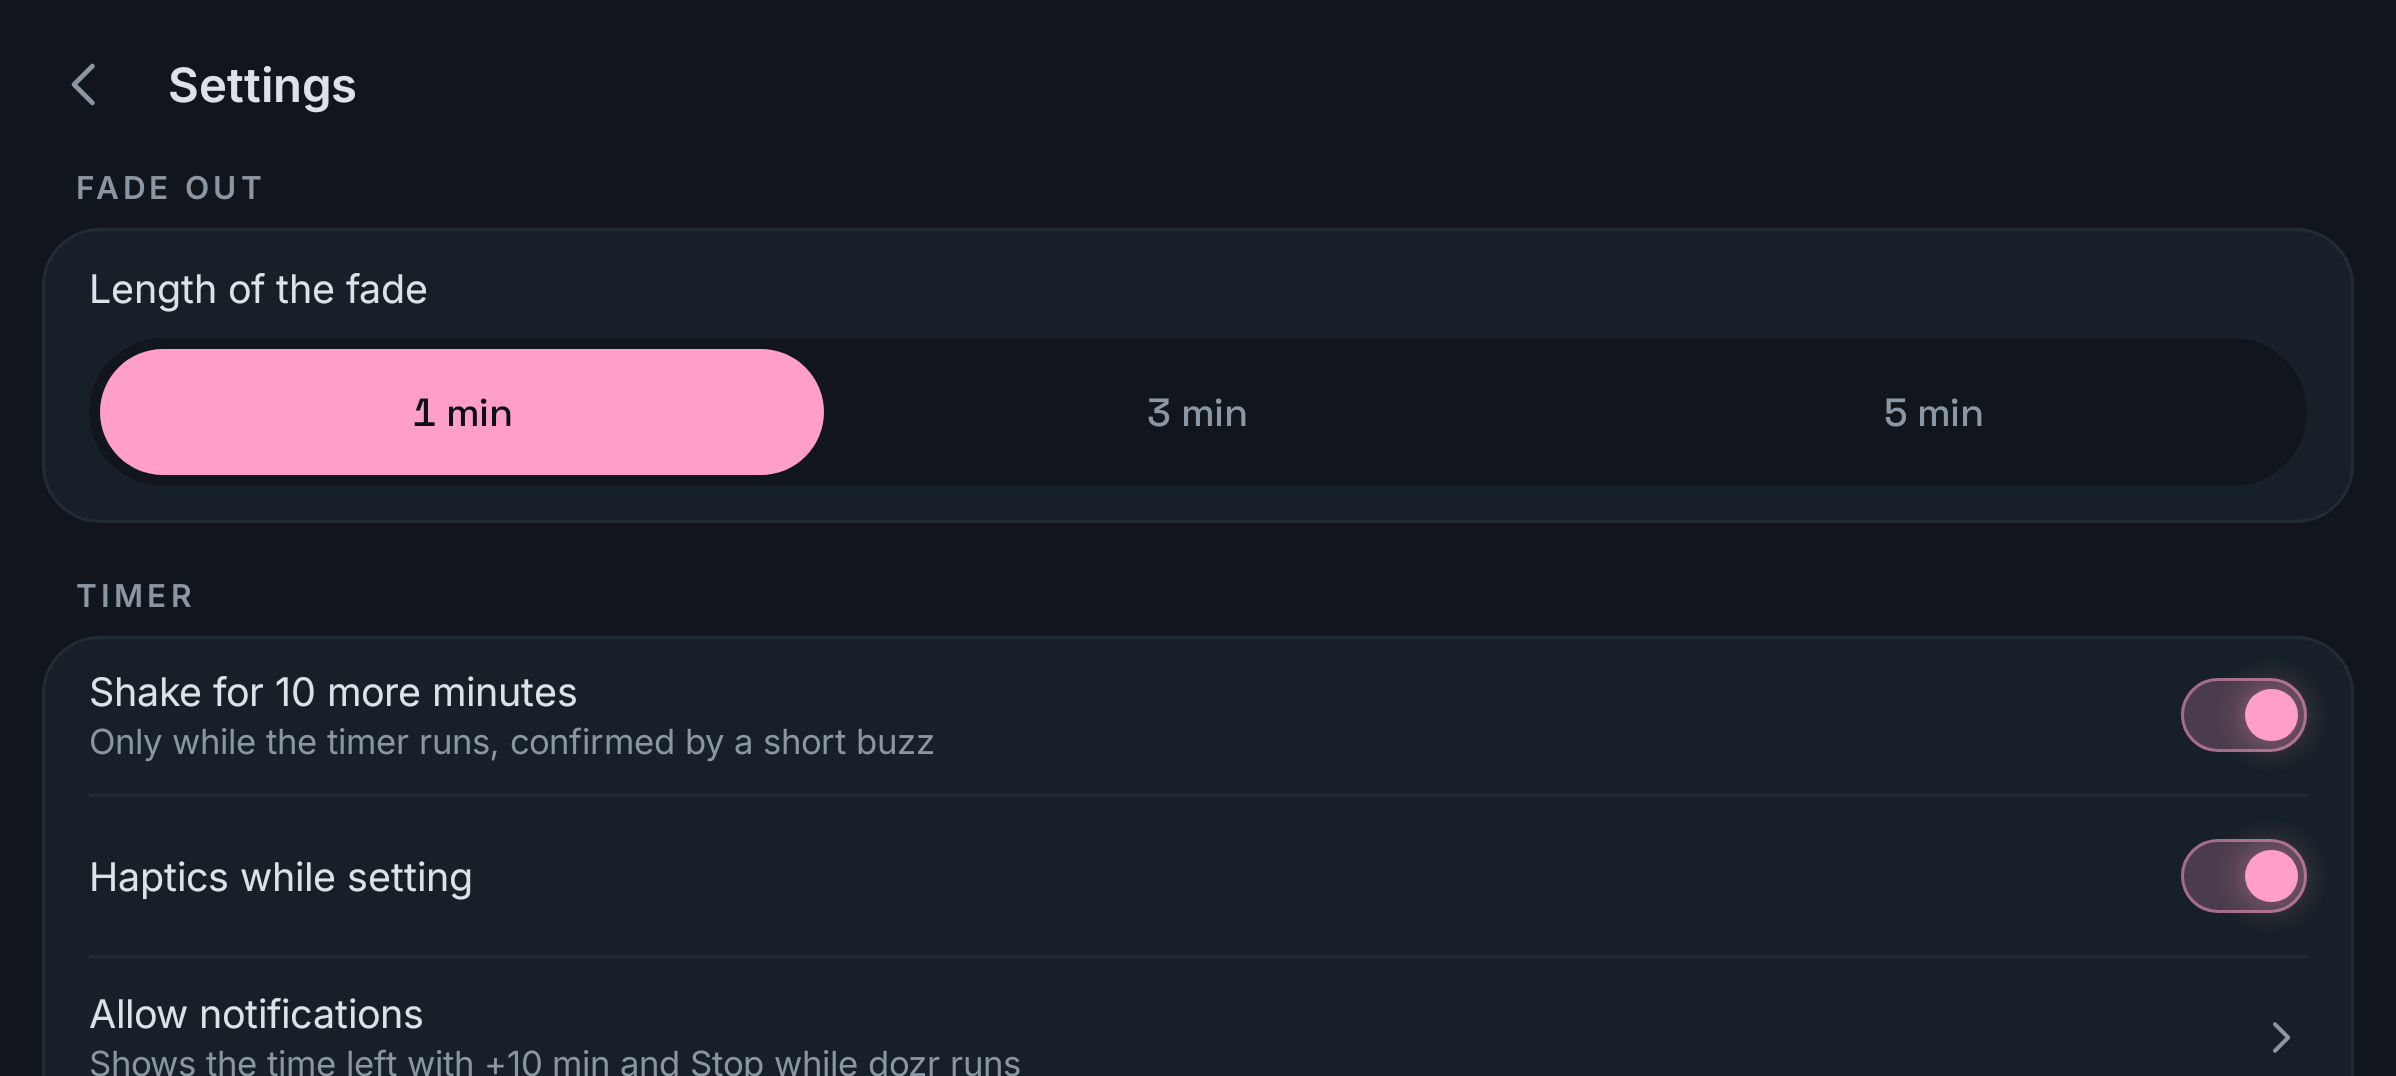 Settings
FADE OUT
Length of the fade
1 min
3 min
5 min
TIMER
Shake for 10 more minutes
Only while the timer runs, confirmed by a short buzz
Haptics while setting
Allow notifications
Shows the time left with +10 min and Stop while dozr runs